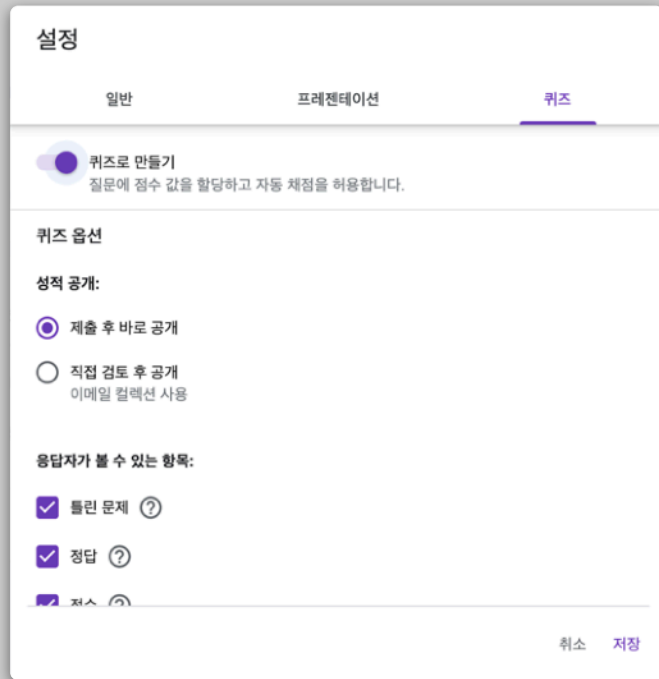 설정
일반 프레젠테이션 퀴즈
퀴즈로 만들기
질문에 점수 값을 할당하고 자동 채점을 허용합니다.
퀴즈 옵션
성적 공개:
제출 후 바로 공개
직접 검토 후 공개
이메일 컬렉션 사용
응답자가 볼 수 있는 항목:
틀린 문제 ?
정답 ?
점수 ?
취소 저장